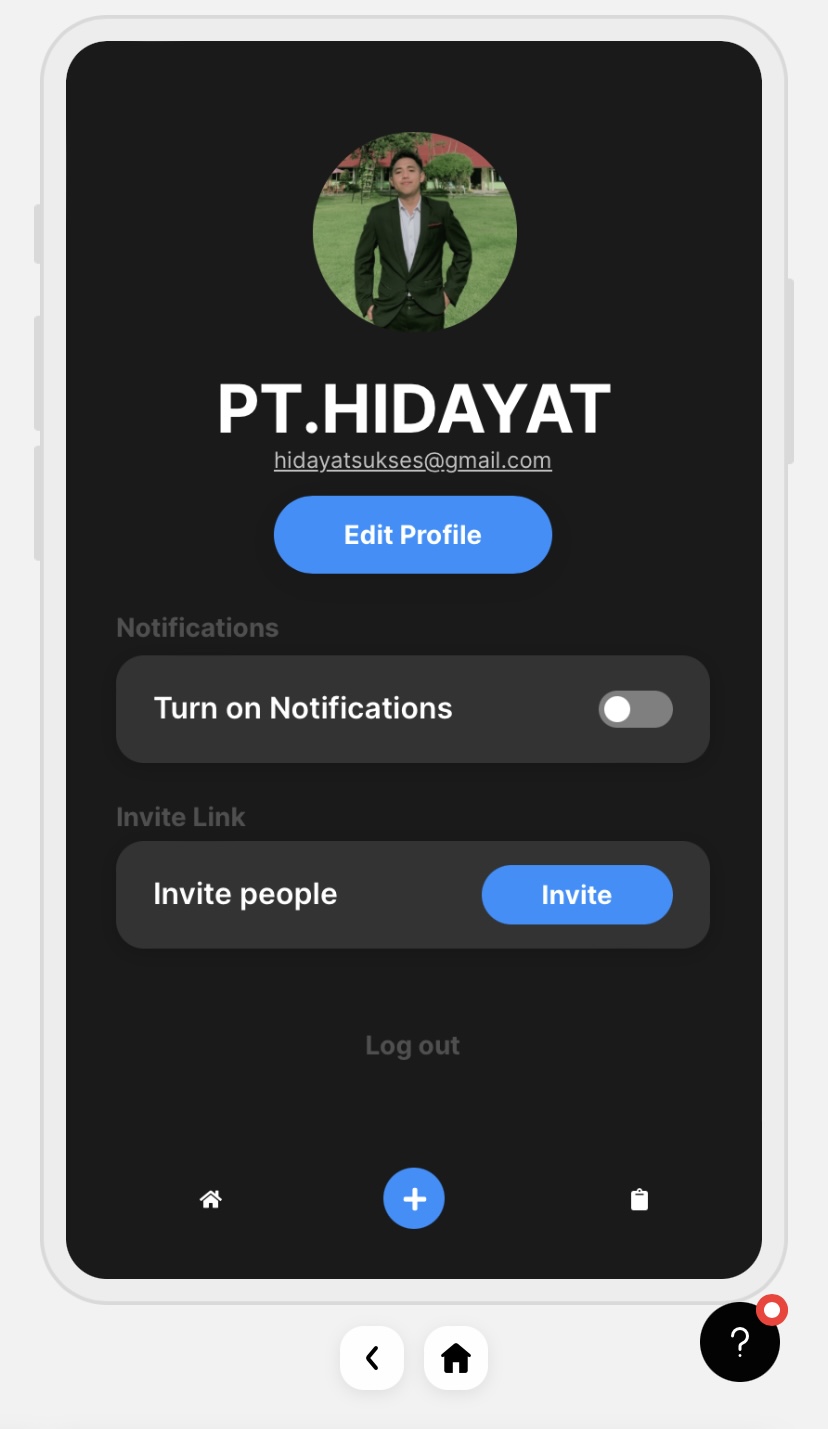 PT.HIDAYAT
hidayatsukses@gmail.com
Edit Profile
Notifications
Turn on Notifications
Invite Link
Invite people
Invite
Log out
?